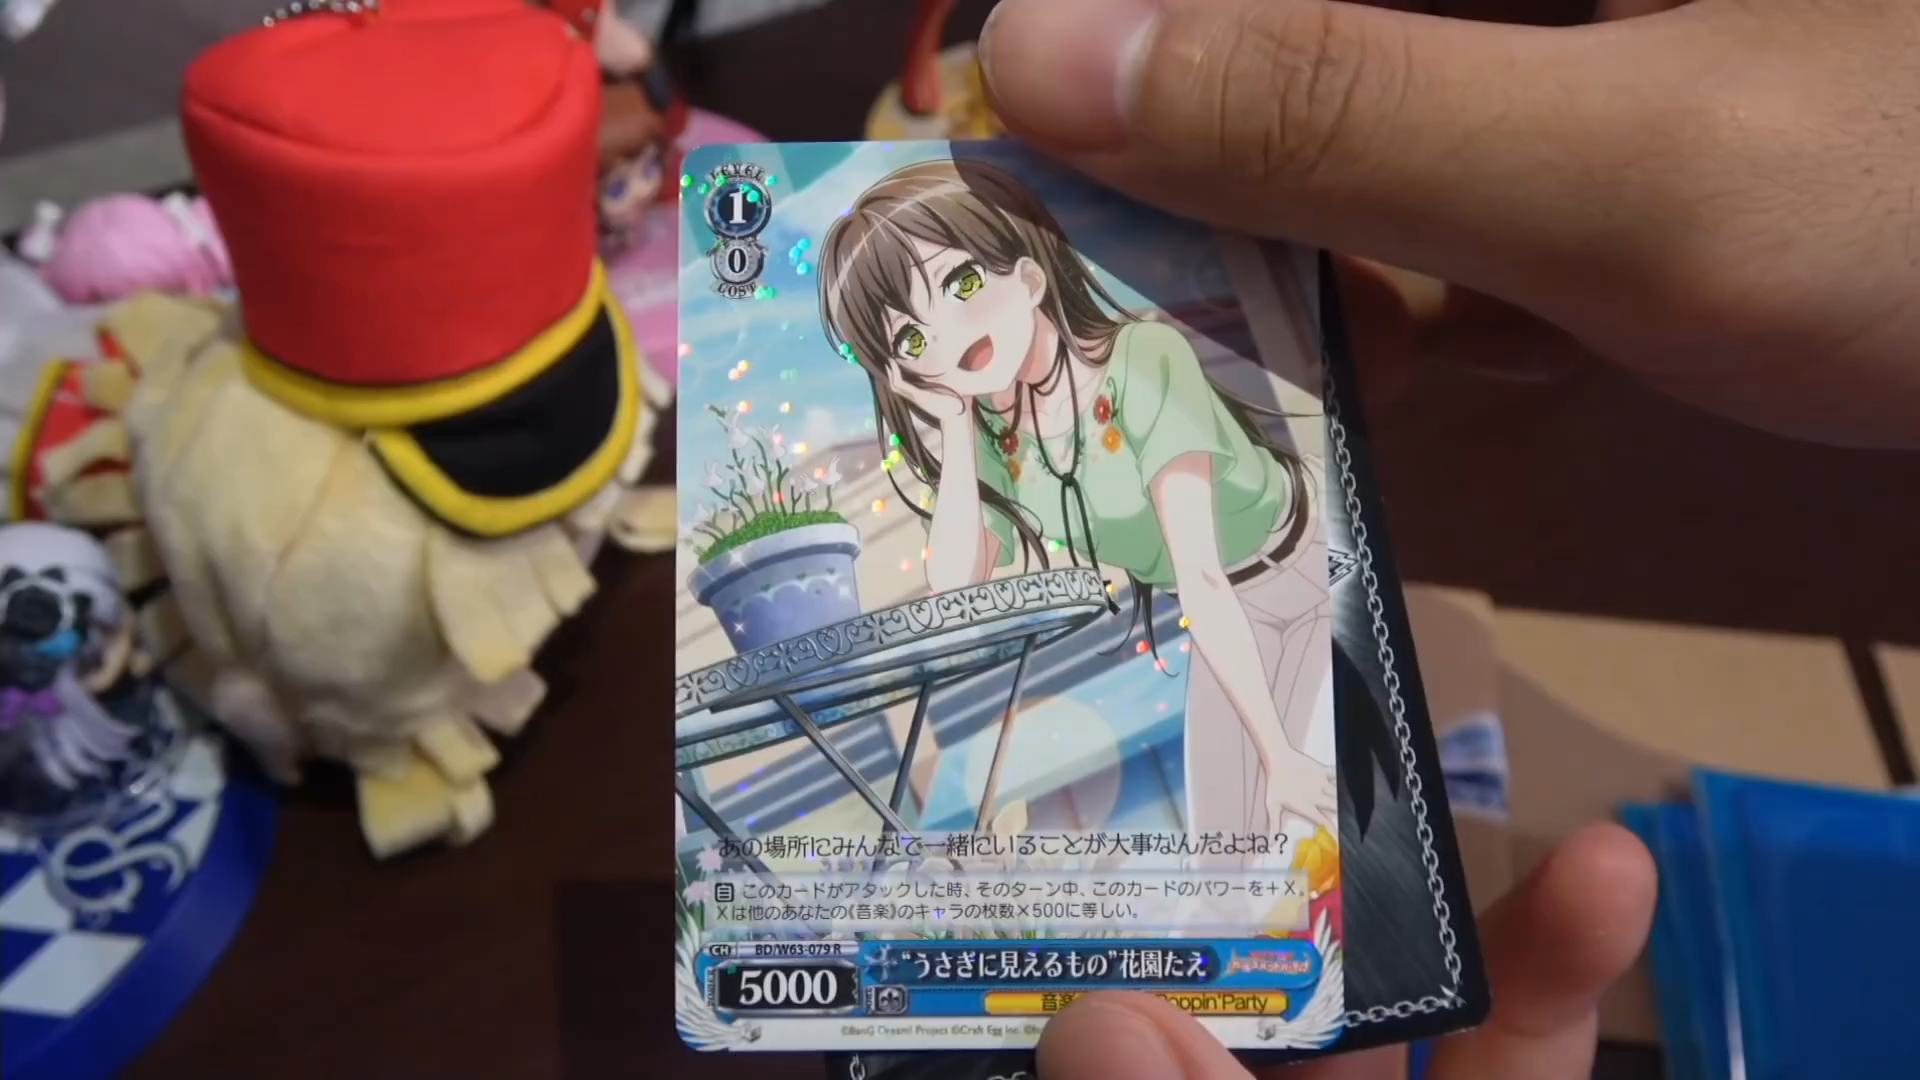 LEVEL
1
0
COST
あの場所にみんなで一緒にいることが大事なんだよね？
自 このカードがアタックした時、そのターン中、このカードのパワーを＋X。
Xは他のあなたの《音楽》のキャラの枚数×500に等しい。
CH BD/W63-079 R
“うさぎに見えるもの”花園たえ
5000
音楽 Poppin'Party
©BanG Dream! Project ©Craft Egg Inc.